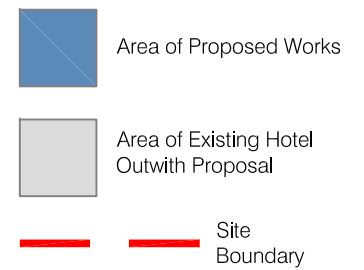 Area of Proposed Works
Area of Existing Hotel
Outwith Proposal
Site
Boundary